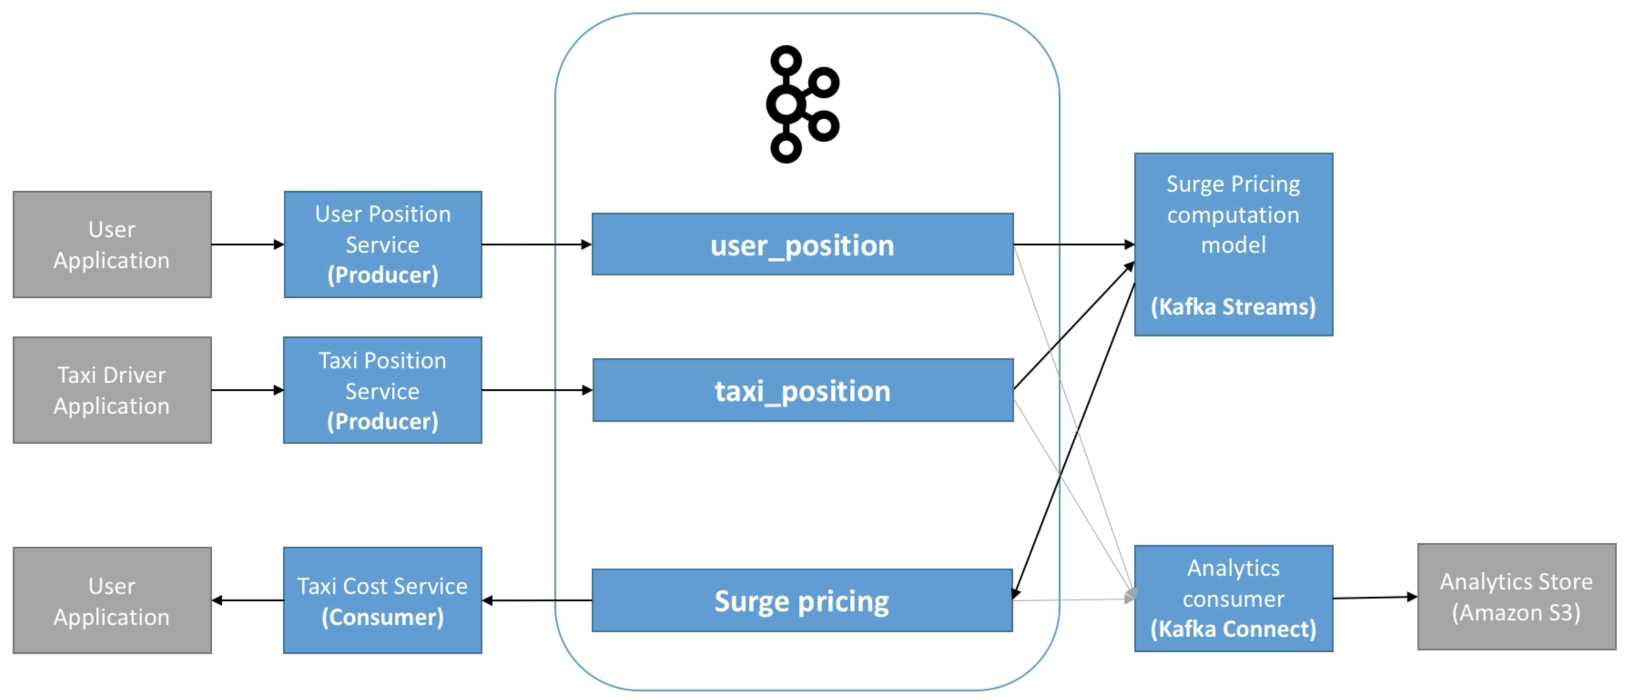 User
Application
User Position
Service
(Producer)
user_position
Surge Pricing
computation
model
(Kafka Streams)
Taxi Driver
Application
Taxi Position
Service
(Producer)
taxi_position
User
Application
Taxi Cost Service
(Consumer)
Surge pricing
Analytics
consumer
(Kafka Connect)
Analytics Store
(Amazon S3)